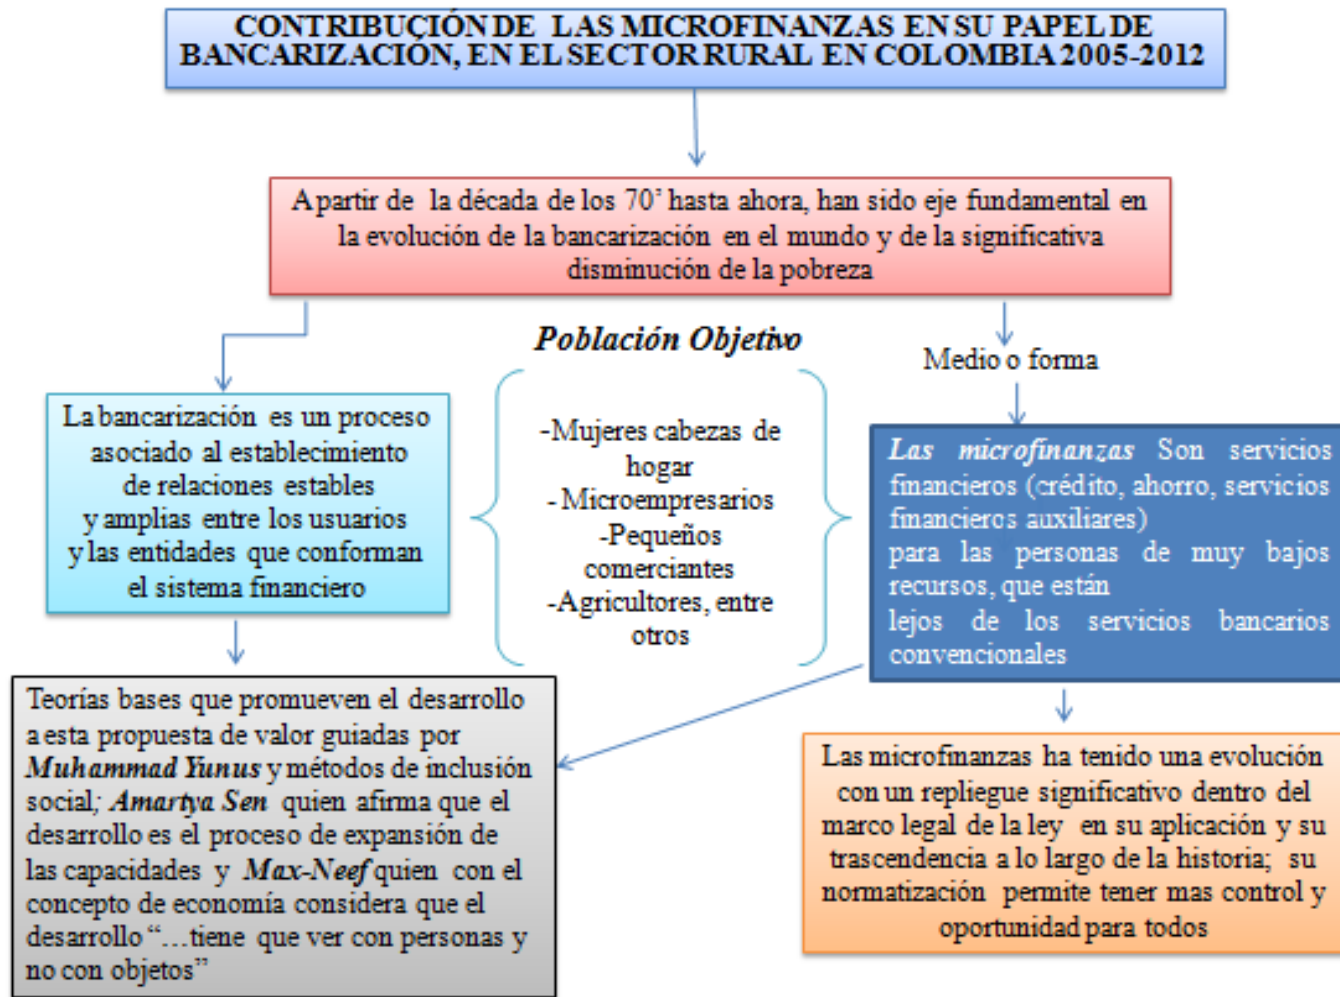 CONTRIBUCIÓN DE LAS MICROFINANZAS EN SU PAPEL DE
BANCARIZACIÓN, EN EL SECTOR RURAL EN COLOMBIA 2005-2012
A partir de la década de los 70’ hasta ahora, han sido eje fundamental en
la evolución de la bancarización en el mundo y de la significativa
disminución de la pobreza
Población Objetivo
Medio o forma
La bancarización es un proceso
asociado al establecimiento
de relaciones estables
y amplias entre los usuarios
y las entidades que conforman
el sistema financiero
-Mujeres cabezas de
hogar
- Microempresarios
-Pequeños
comerciantes
-Agricultores, entre
otros
Las microfinanzas Son servicios
financieros (crédito, ahorro, servicios
financieros auxiliares)
para las personas de muy bajos
recursos, que están
lejos de los servicios bancarios
convencionales
Teorías bases que promueven el desarrollo
a esta propuesta de valor guiadas por
Muhammad Yunus y métodos de inclusión
social; Amartya Sen quien afirma que el
desarrollo es el proceso de expansión de
las capacidades y Max-Neef quien con el
concepto de economía considera que el
desarrollo “…tiene que ver con personas y
no con objetos”
Las microfinanzas ha tenido una evolución
con un repliegue significativo dentro del
marco legal de la ley en su aplicación y su
trascendencia a lo largo de la historia; su
normatización permite tener mas control y
oportunidad para todos